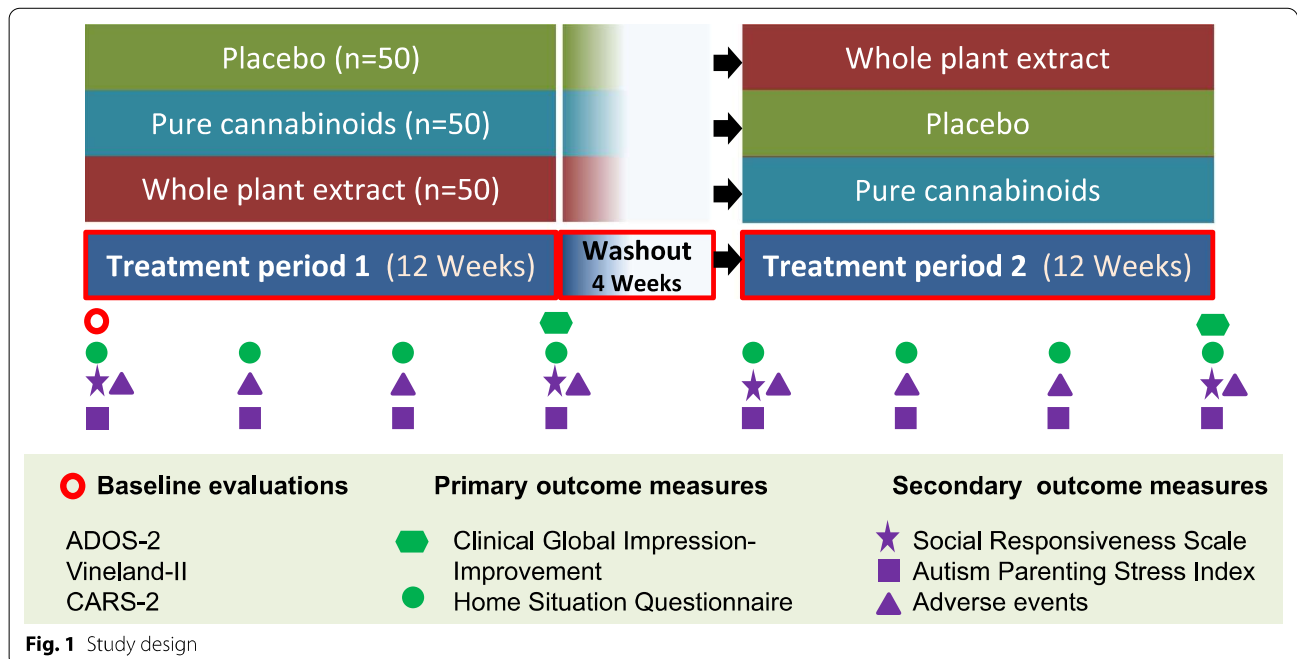 Placebo (n=50)
Whole plant extract
Pure cannabinoids (n=50)
Placebo
Whole plant extract (n=50)
Pure cannabinoids
Treatment period 1 (12 Weeks)
Washout
4 Weeks
Treatment period 2 (12 Weeks)
Baseline evaluations
ADOS-2
Vineland-II
CARS-2
Primary outcome measures
Clinical Global Impression-
Improvement
Home Situation Questionnaire
Secondary outcome measures
Social Responsiveness Scale
Autism Parenting Stress Index
Adverse events
Fig. 1 Study design